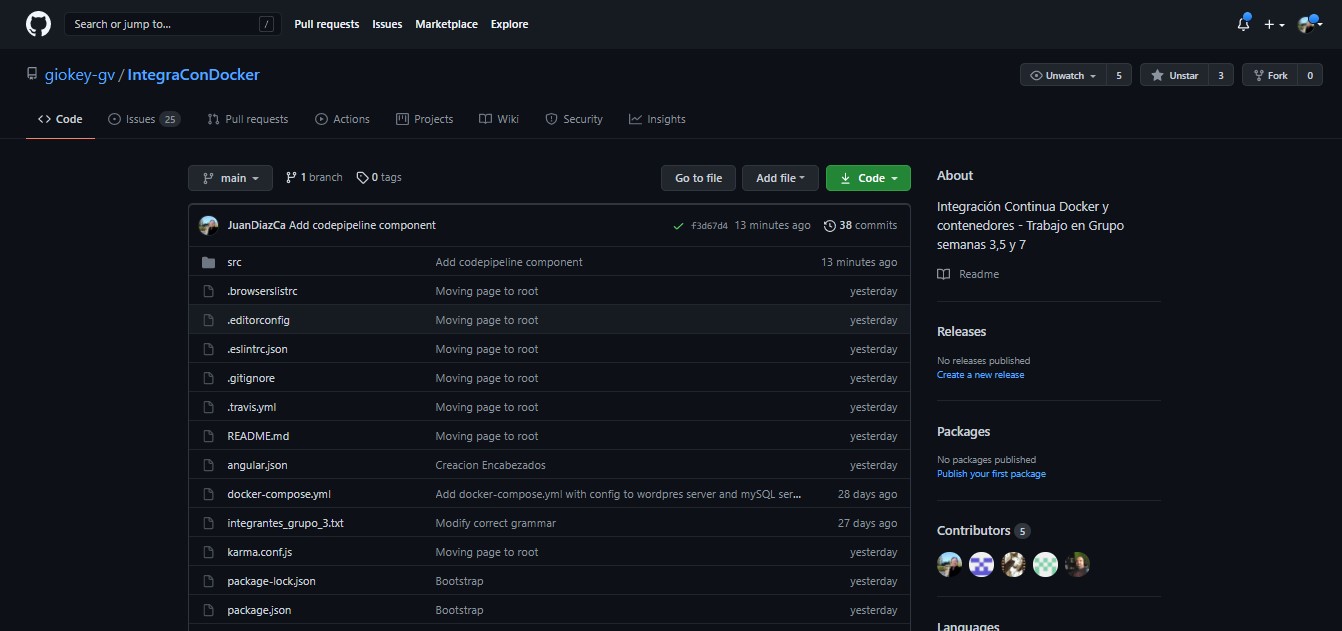 Search or jump to... /
Pull requests Issues Marketplace Explore
giokey-gv / IntegraConDocker
Unwatch 5 Unstar 3 Fork 0
Code Issues 25 Pull requests Actions Projects Wiki Security Insights
main 1 branch 0 tags Go to file Add file Code
JuanDiazCa Add codepipeline component f3d67d4 13 minutes ago 38 commits
src Add codepipeline component 13 minutes ago
.browserslistrc Moving page to root yesterday
.editorconfig Moving page to root yesterday
.eslintrc.json Moving page to root yesterday
.gitignore Moving page to root yesterday
.travis.yml Moving page to root yesterday
README.md Moving page to root yesterday
angular.json Creacion Encabezados yesterday
docker-compose.yml Add docker-compose.yml with config to wordpres server and mySQL ser... 28 days ago
integrantes_grupo_3.txt Modify correct grammar 27 days ago
karma.conf.js Moving page to root yesterday
package-lock.json Bootstrap yesterday
package.json Bootstrap yesterday
About
Integración Continua Docker y
contenedores - Trabajo en Grupo
semanas 3,5 y 7
Readme
Releases
No releases published
Create a new release
Packages
No packages published
Publish your first package
Contributors 5
Languages